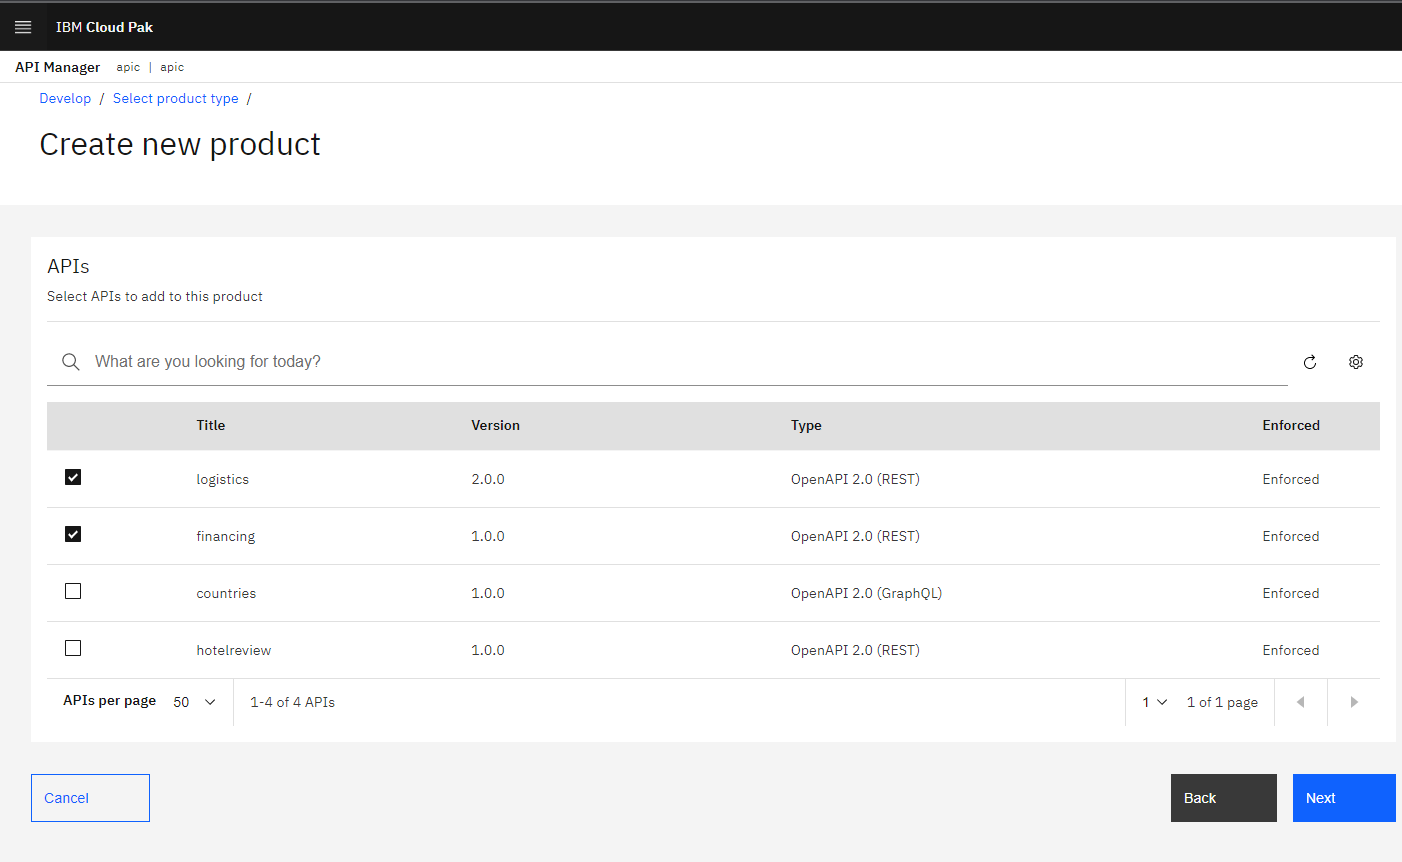 IBM Cloud Pak
API Manager apic | apic
Develop / Select product type /
Create new product
APIs
Select APIs to add to this product
What are you looking for today?
Title Version Type Enforced
logistics 2.0.0 OpenAPI 2.0 (REST) Enforced
financing 1.0.0 OpenAPI 2.0 (REST) Enforced
countries 1.0.0 OpenAPI 2.0 (GraphQL) Enforced
hotelreview 1.0.0 OpenAPI 2.0 (REST) Enforced
APIs per page 50 1-4 of 4 APIs 1 1 of 1 page
Cancel Back Next